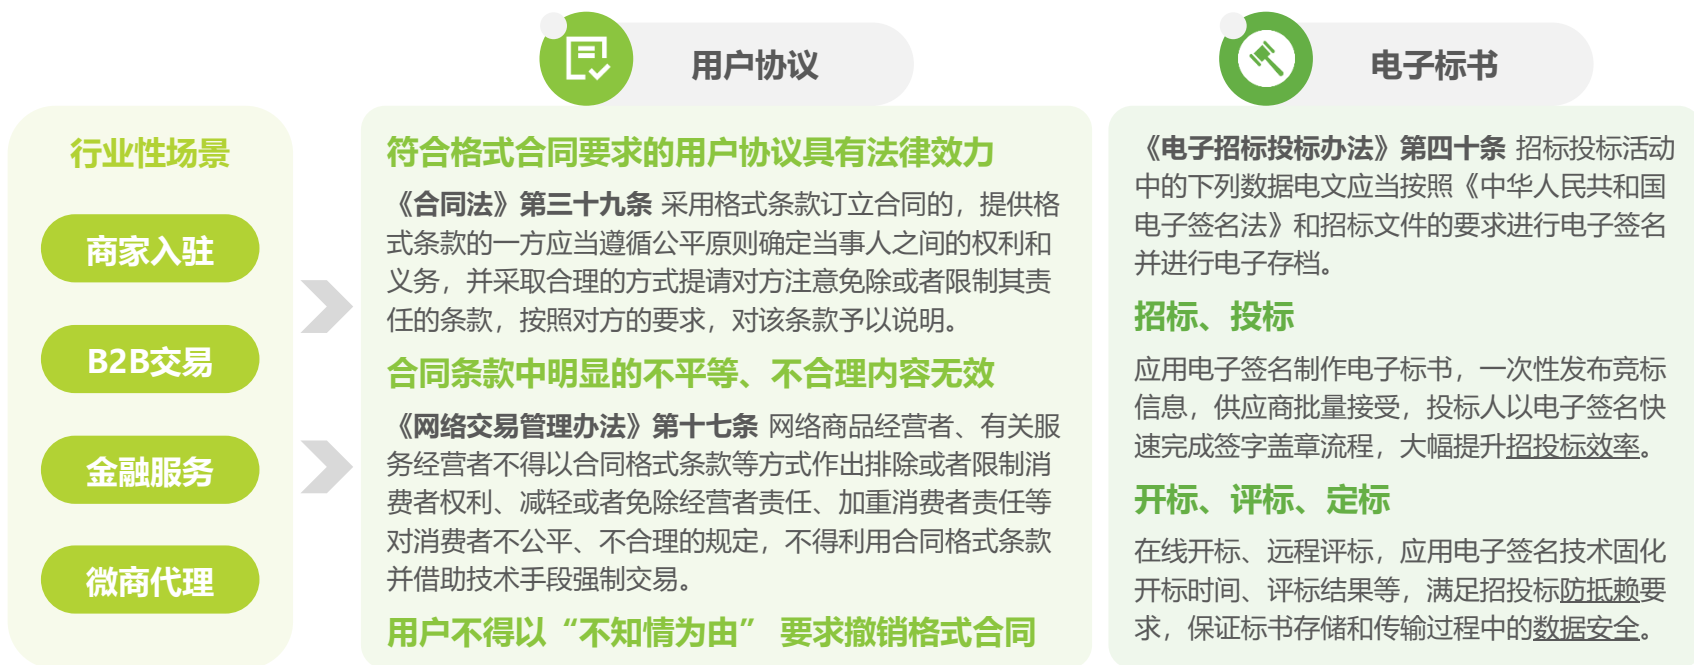 行业性场景
商家入驻
B2B交易
金融服务
微商代理
用户协议
符合格式合同要求的用户协议具有法律效力
《合同法》第三十九条 采用格式条款订立合同的，提供格
式条款的一方应当遵循公平原则确定当事人之间的权利和
义务，并采取合理的方式提请对方注意免除或者限制其责
任的条款，按照对方的要求，对该条款予以说明。
合同条款中明显的不平等、不合理内容无效
《网络交易管理办法》第十七条 网络商品经营者、有关服
务经营者不得以合同格式条款等方式作出排除或者限制消
费者权利、减轻或者免除经营者责任、加重消费者责任等
对消费者不公平、不合理的规定，不得利用合同格式条款
并借助技术手段强制交易。
用户不得以“不知情为由” 要求撤销格式合同
电子标书
《电子招标投标办法》第四十条 招标投标活动
中的下列数据电文应当按照《中华人民共和国
电子签名法》和招标文件的要求进行电子签名
并进行电子存档。
招标、投标
应用电子签名制作电子标书，一次性发布竞标
信息，供应商批量接受，投标人以电子签名快
速完成签字盖章流程，大幅提升招投标效率。
开标、评标、定标
在线开标、远程评标，应用电子签名技术固化
开标时间、评标结果等，满足招投标防抵赖要
求，保证标书存储和传输过程中的数据安全。